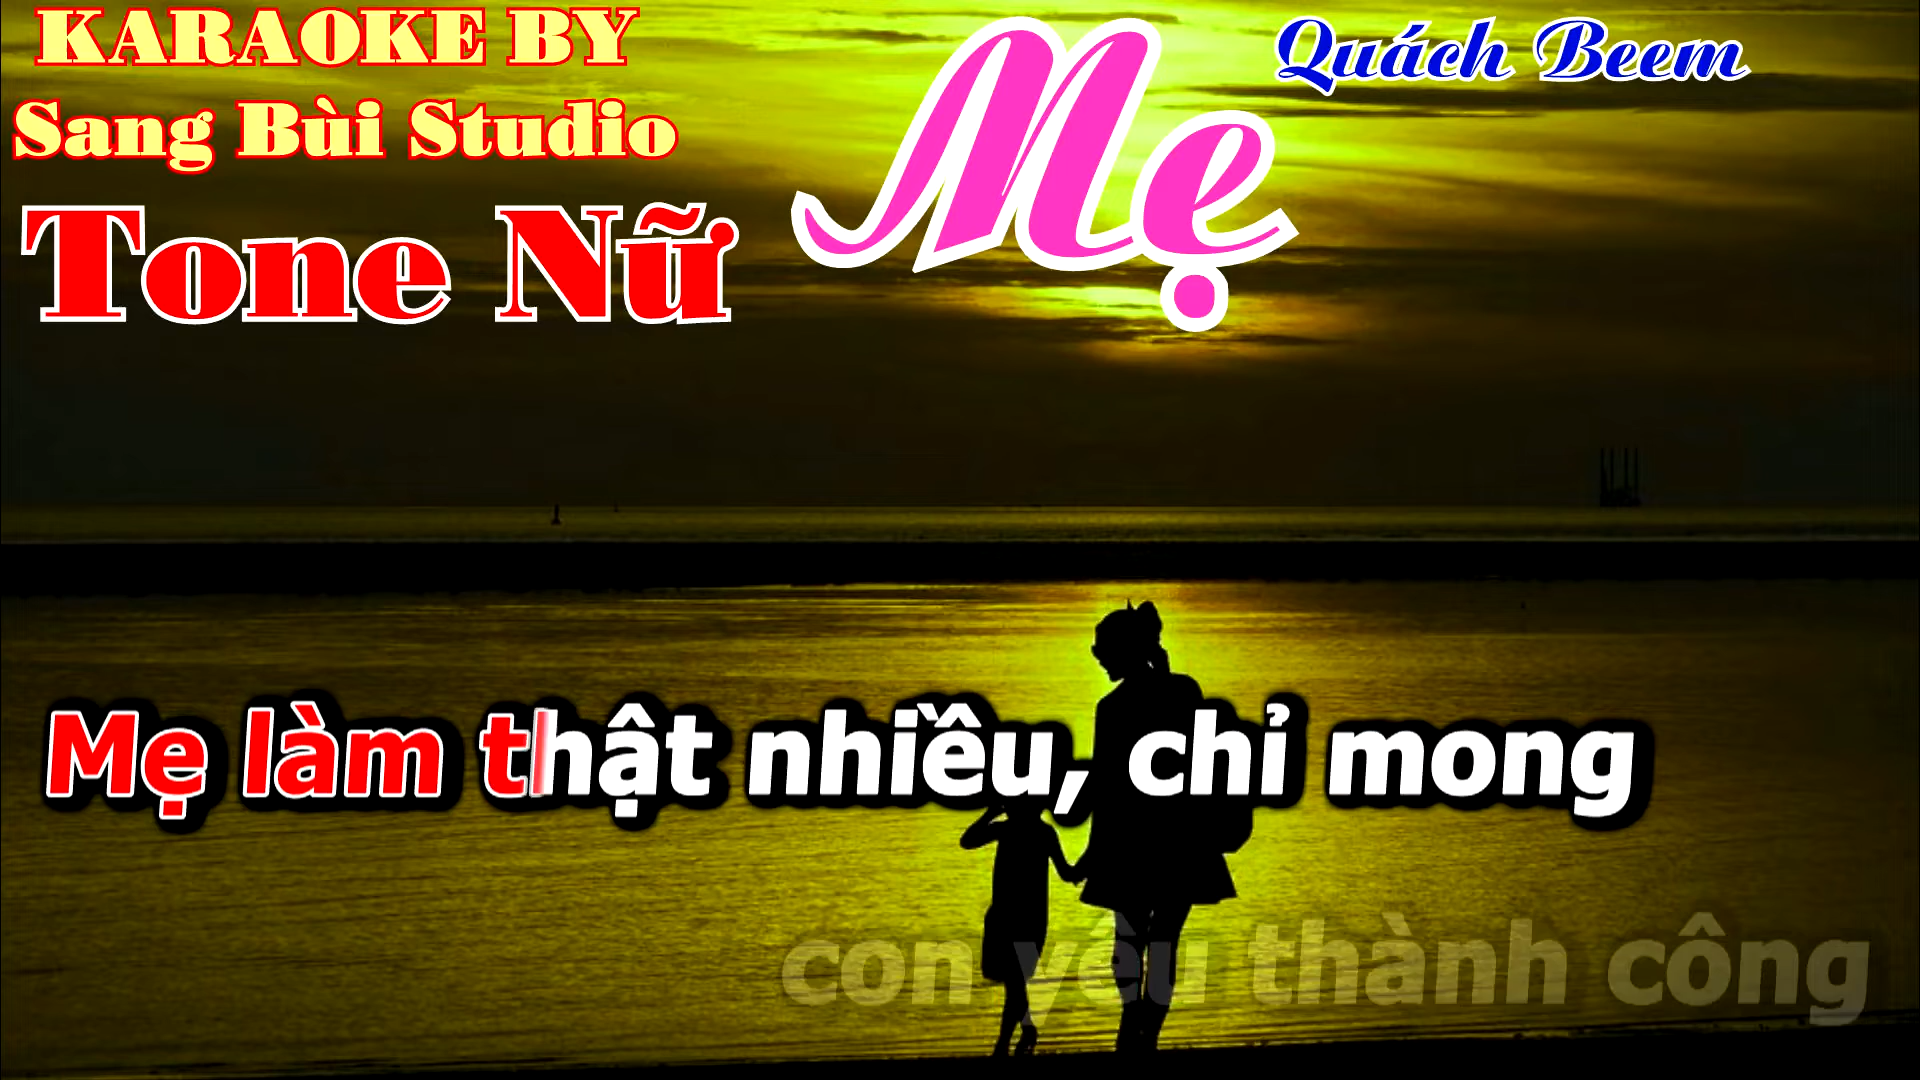 KARAOKE BY
Sang Bùi Studio
Tone Nữ
Mẹ
Quách Beem
Mẹ làm thật nhiều, chỉ mong
con yêu thành công